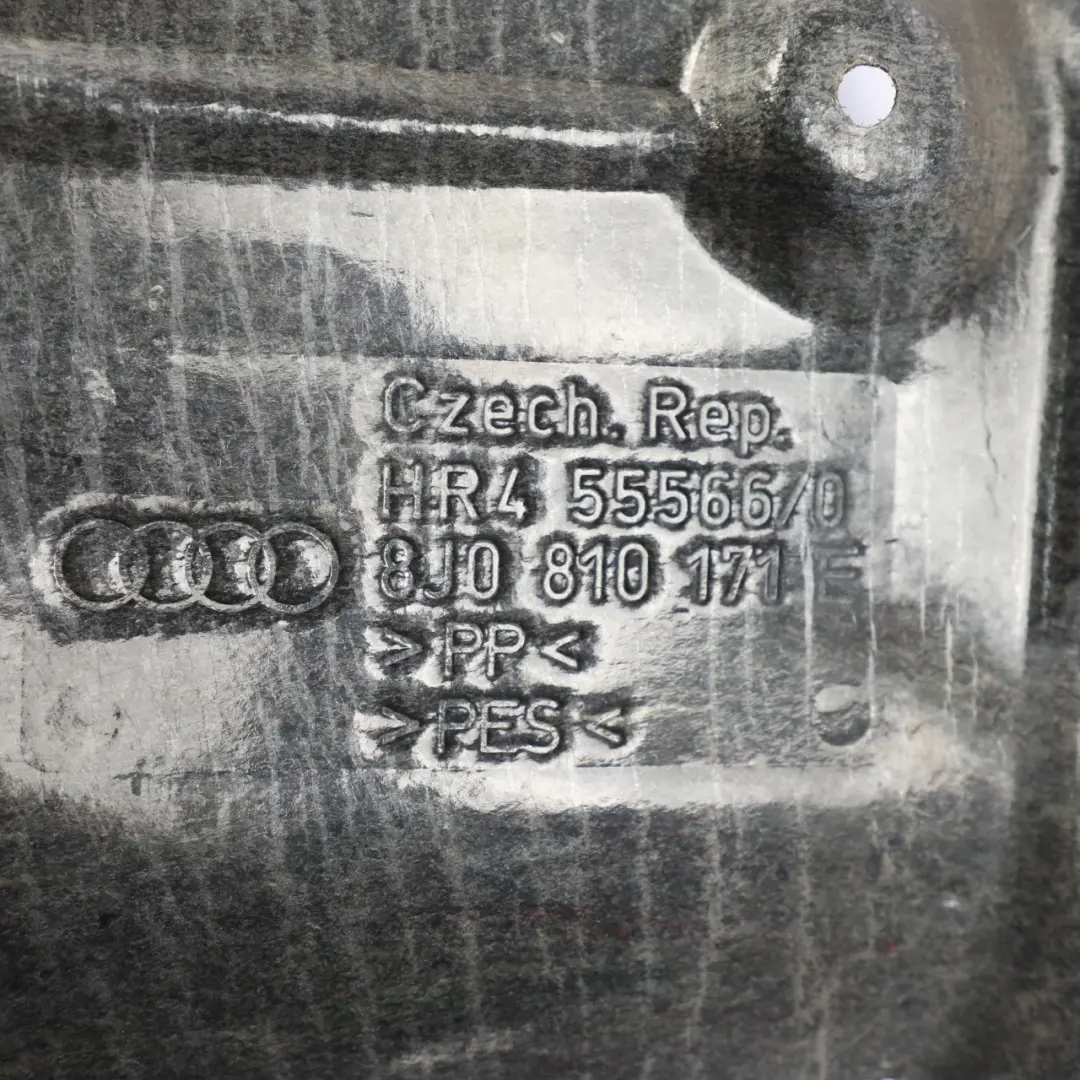 Czech. Rep.
HR4 55566/0
8J0 810 171 E
>PP<
>PES<